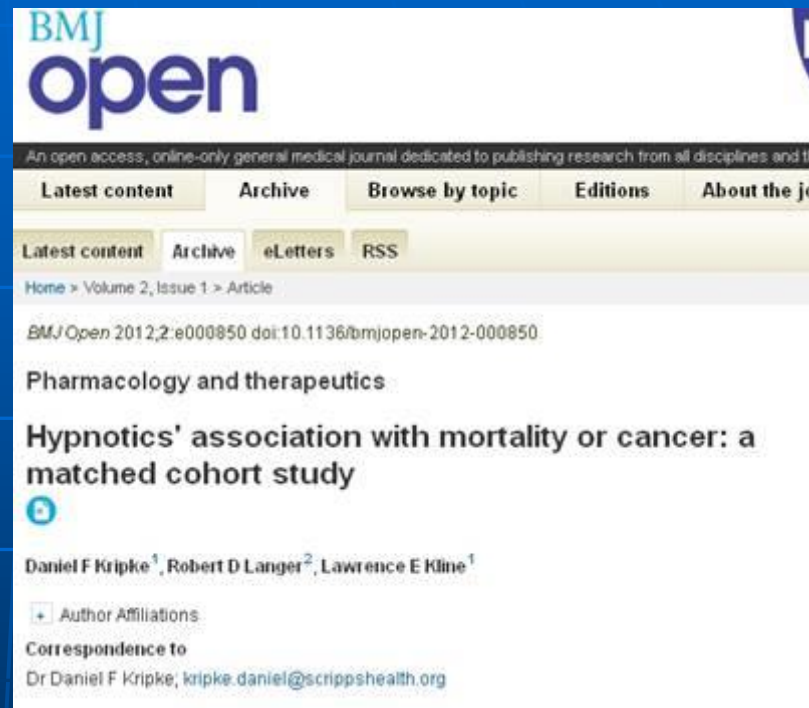 BMJ
open
An open access, online-only general medical journal dedicated to publishing research from all disciplines and
Latest content Archive Browse by topic Editions About the
Latest content Archive eLetters RSS
Home > Volume 2, Issue 1 > Article
BMJ Open 2012;2:e000850 doi:10.1136/bmjopen-2012-000850
Pharmacology and therapeutics
Hypnotics' association with mortality or cancer: a
matched cohort study
Daniel F Kripke1, Robert D Langer2, Lawrence E Kline1
+ Author Affiliations
Correspondence to
Dr Daniel F Kripke; kripke.daniel@scrippshealth.org